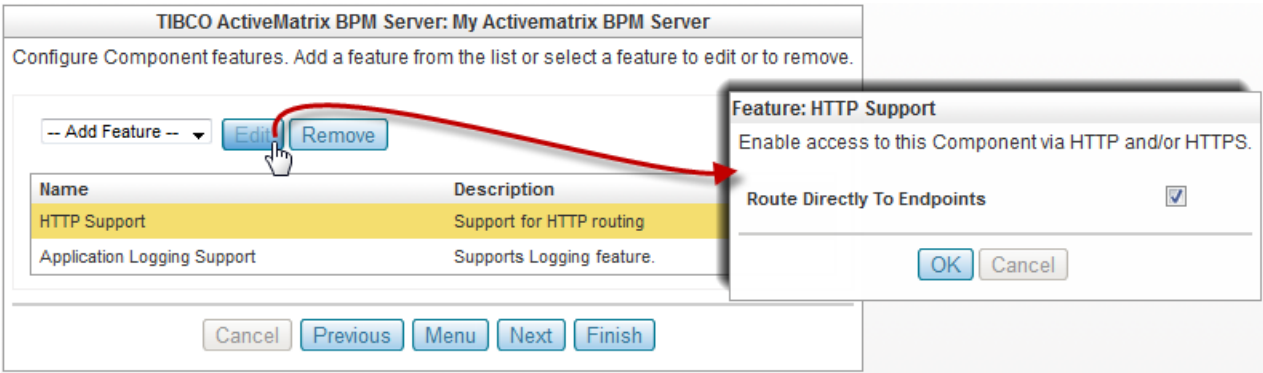 TIBCO ActiveMatrix BPM Server: My Activematrix BPM Server
Configure Component features. Add a feature from the list or select a feature to edit or to remove.
-- Add Feature -- Edit Remove
Name Description
HTTP Support Support for HTTP routing
Application Logging Support Supports Logging feature.
Cancel Previous Menu Next Finish
Feature: HTTP Support
Enable access to this Component via HTTP and/or HTTPS.
Route Directly To Endpoints
OK Cancel